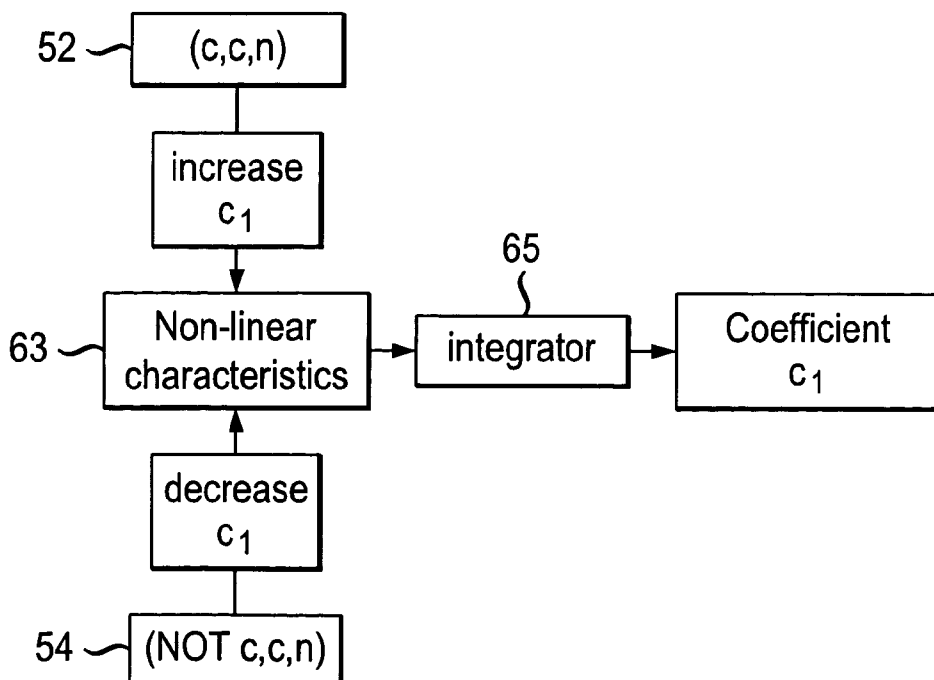 52
(c,c,n)
increase
c1
65
63
Non-linear
characteristics
integrator
Coefficient
c1
decrease
c1
54
(NOT c,c,n)